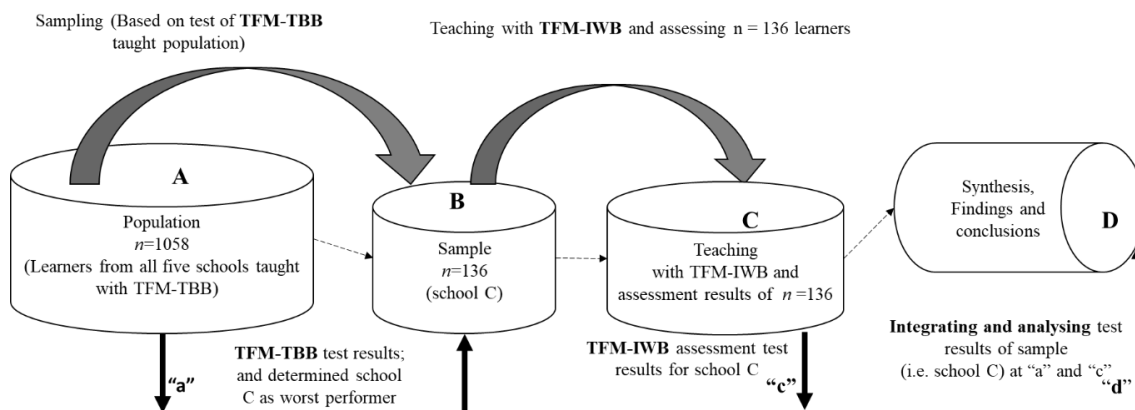 Sampling (Based on test of TFM-TBB
taught population)
Teaching with TFM-IWB and assessing n = 136 learners
A
Population
n=1058
(Learners from all five schools taught
with TFM-TBB)
B
Sample
n=136
(school C)
C
Teaching
with TFM-IWB and
assessment results of n =136
Synthesis,
Findings and
conclusions
D
"a"
TFM-TBB test results;
and determined school
C as worst performer
TFM-IWB assessment test
results for school C
"c"
Integrating and analysing test
results of sample
(i.e. school C) at "a" and "c"
"d"